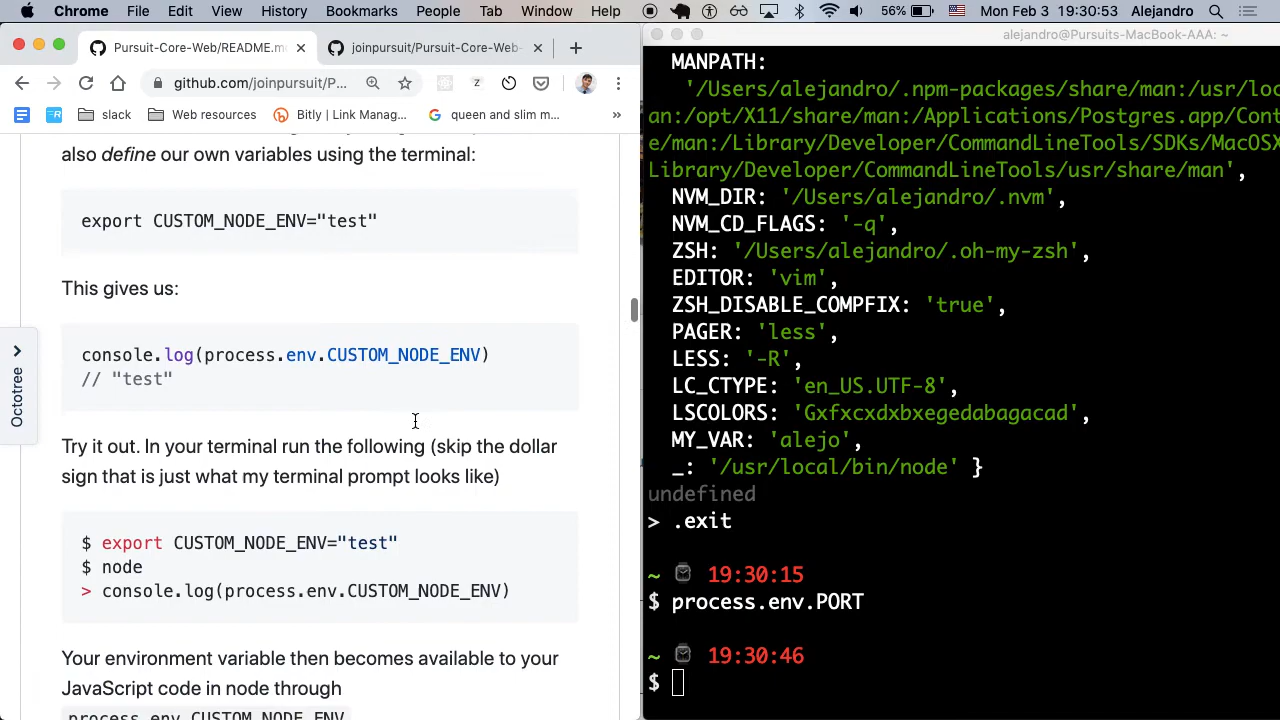 Chrome File Edit View History Bookmarks People Tab Window Help 56% Mon Feb 3 19:30:53 Alejandro
Pursuit-Core-Web/README.m
joinpursuit/Pursuit-Core-Web-
github.com/joinpursuit/P...
slack
Web resources
Bitly | Link Manag...
queen and slim m...
»
also define our own variables using the terminal:
export CUSTOM_NODE_ENV="test"
This gives us:
console.log(process.env.CUSTOM_NODE_ENV)
// "test"
Octotree
Try it out. In your terminal run the following (skip the dollar
sign that is just what my terminal prompt looks like)
$ export CUSTOM_NODE_ENV="test"
$ node
> console.log(process.env.CUSTOM_NODE_ENV)
Your environment variable then becomes available to your
JavaScript code in node through
process.env.CUSTOM_NODE_ENV
alejandro@Pursuits-MacBook-AAA: ~
MANPATH:
'/Users/alejandro/.npm-packages/share/man:/usr/loc
an:/opt/X11/share/man:/Applications/Postgres.app/Cont
e/man:/Library/Developer/CommandLineTools/SDKs/MacOSX
Library/Developer/CommandLineTools/usr/share/man',
NVM_DIR: '/Users/alejandro/.nvm',
NVM_CD_FLAGS: '-q',
ZSH: '/Users/alejandro/.oh-my-zsh',
EDITOR: 'vim',
ZSH_DISABLE_COMPFIX: 'true',
PAGER: 'less',
LESS: '-R',
LC_CTYPE: 'en_US.UTF-8',
LSCOLORS: 'Gxfxcxdxbxegedabagacad',
MY_VAR: 'alejo',
_: '/usr/local/bin/node' }
undefined
> .exit
~ 19:30:15
$ process.env.PORT
~ 19:30:46
$